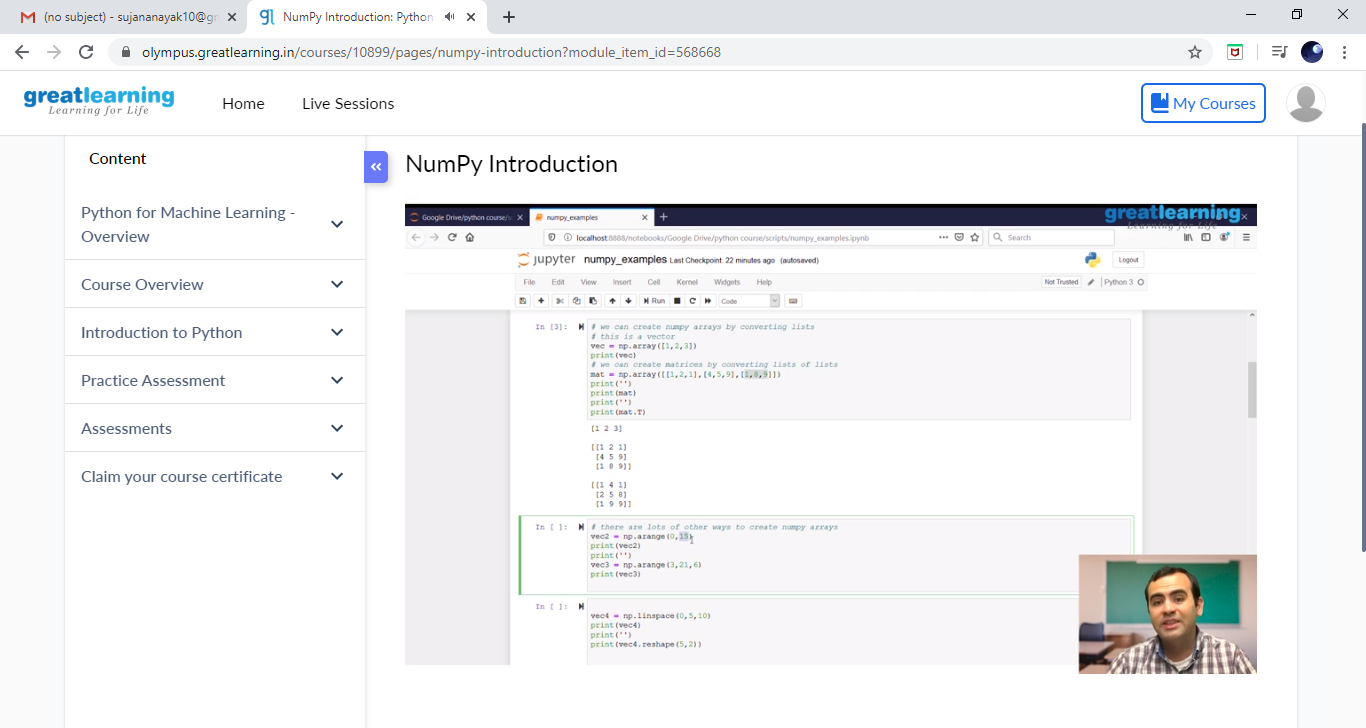 (no subject) - sujananayak10@gm
NumPy Introduction: Python
olympus.greatlearning.in/courses/10899/pages/numpy-introduction?module_item_id=568668
greatlearning
Learning for Life
Home
Live Sessions
My Courses
Content
Python for Machine Learning -
Overview
Course Overview
Introduction to Python
Practice Assessment
Assessments
Claim your course certificate
NumPy Introduction
Google Drive/python course/s
numpy_examples
greatlearning
Learning for Life
localhost:8888/notebooks/Google Drive/python course/scripts/numpy_examples.ipynb
Search
jupyter numpy_examples Last Checkpoint: 22 minutes ago (autosaved)
Logout
File Edit View Insert Cell Kernel Widgets Help
Not Trusted
Python 3
Run
Code
In [3]:
# we can create numpy arrays by converting lists
# this is a vector
vec = np.array([1,2,3])
print(vec)
# we can create matrices by converting lists of lists
mat = np.array([[1,2,1],[4,5,9],[1,8,9]])
print('')
print(mat)
print('')
print(mat.T)
[1 2 3]
[[1 2 1]
[4 5 9]
[1 8 9]]
[[1 4 1]
[2 5 8]
[1 9 9]]
In [ ]:
# there are lots of other ways to create numpy arrays
vec2 = np.arange(0,15)
print(vec2)
print('')
vec3 = np.arange(3,21,6)
print(vec3)
In [ ]:
vec4 = np.linspace(0,5,10)
print(vec4)
print('')
print(vec4.reshape(5,2))